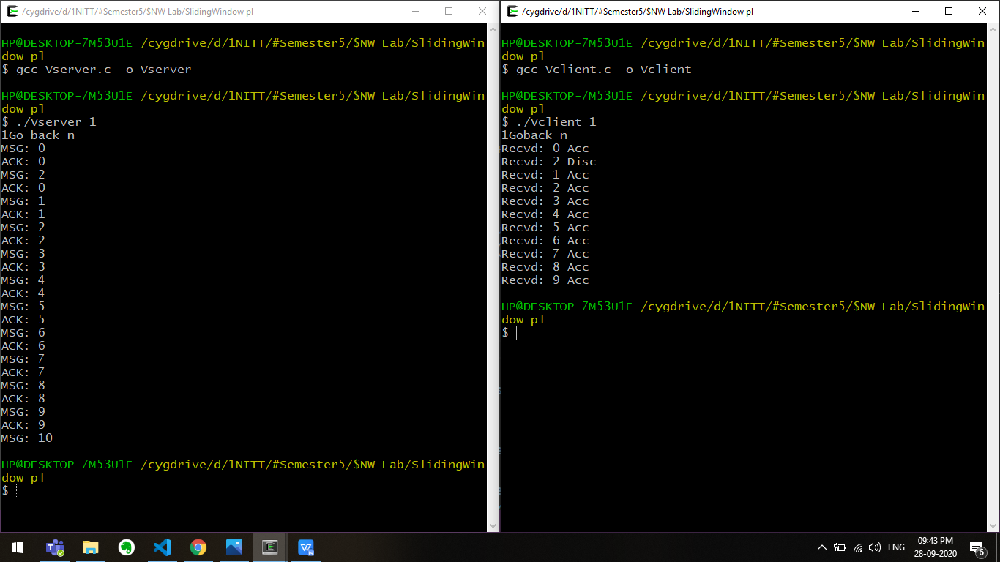 /cygdrive/d/1NITT/#Semester5/$NW Lab/SlidingWindow pl
HP@DESKTOP-7M53U1E /cygdrive/d/1NITT/#Semester5/$NW Lab/SlidingWin
dow pl
$ gcc Vserver.c -o Vserver
HP@DESKTOP-7M53U1E /cygdrive/d/1NITT/#Semester5/$NW Lab/SlidingWin
dow pl
$ ./Vserver 1
1Go back n
MSG: 0
ACK: 0
MSG: 2
ACK: 0
MSG: 1
ACK: 1
MSG: 2
ACK: 2
MSG: 3
ACK: 3
MSG: 4
ACK: 4
MSG: 5
ACK: 5
MSG: 6
ACK: 6
MSG: 7
ACK: 7
MSG: 8
ACK: 8
MSG: 9
ACK: 9
MSG: 10
HP@DESKTOP-7M53U1E /cygdrive/d/1NITT/#Semester5/$NW Lab/SlidingWin
dow pl
$
/cygdrive/d/1NITT/#Semester5/$NW Lab/SlidingWindow pl
HP@DESKTOP-7M53U1E /cygdrive/d/1NITT/#Semester5/$NW Lab/SlidingWin
dow pl
$ gcc Vclient.c -o Vclient
HP@DESKTOP-7M53U1E /cygdrive/d/1NITT/#Semester5/$NW Lab/SlidingWin
dow pl
$ ./Vclient 1
1Goback n
Recvd: 0 Acc
Recvd: 2 Disc
Recvd: 1 Acc
Recvd: 2 Acc
Recvd: 3 Acc
Recvd: 4 Acc
Recvd: 5 Acc
Recvd: 6 Acc
Recvd: 7 Acc
Recvd: 8 Acc
Recvd: 9 Acc
HP@DESKTOP-7M53U1E /cygdrive/d/1NITT/#Semester5/$NW Lab/SlidingWin
dow pl
$
ENG
09:43 PM
28-09-2020
6